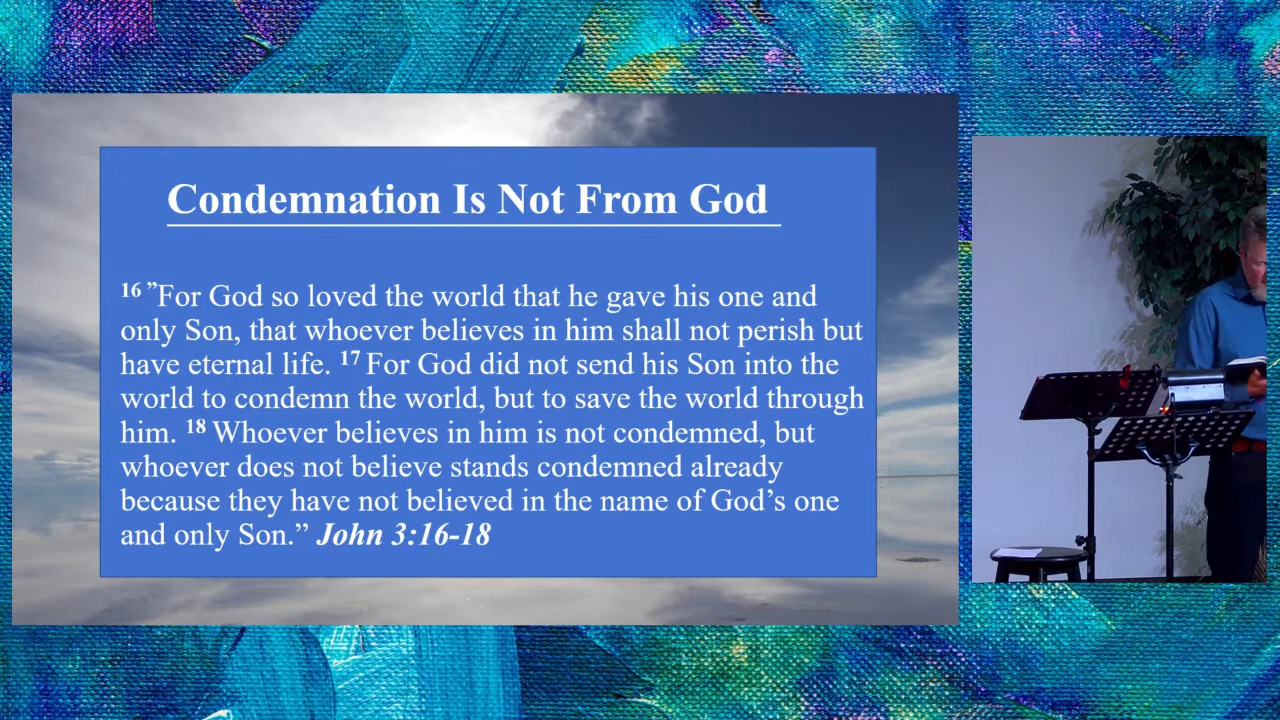 Condemnation Is Not From God
16 ”For God so loved the world that he gave his one and
only Son, that whoever believes in him shall not perish but
have eternal life. 17 For God did not send his Son into the
world to condemn the world, but to save the world through
him. 18 Whoever believes in him is not condemned, but
whoever does not believe stands condemned already
because they have not believed in the name of God’s one
and only Son.” John 3:16-18